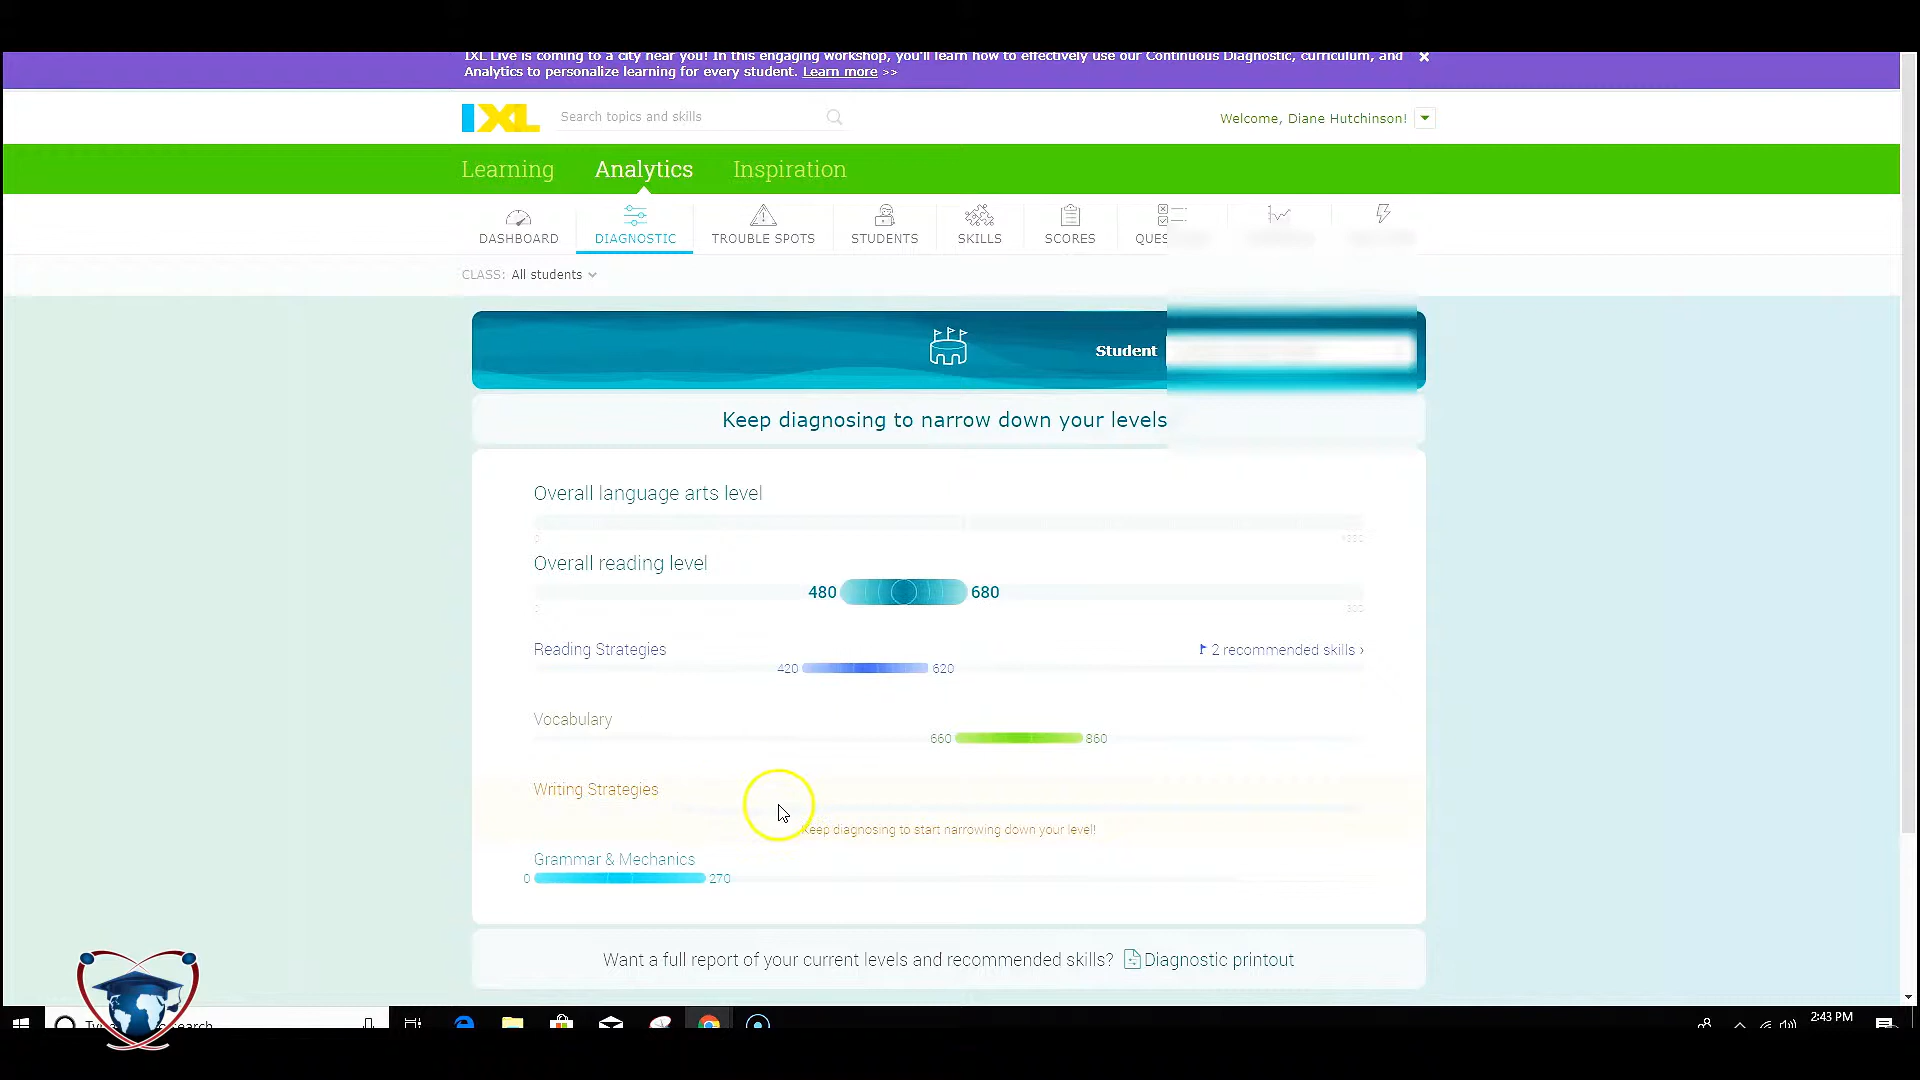 IXL Live is coming to a city near you! In this engaging workshop, you'll learn how to effectively use our Continuous Diagnostic, curriculum, and
Analytics to personalize learning for every student. Learn more >>
IXL
Search topics and skills
Welcome, Diane Hutchinson!
Learning Analytics Inspiration
DASHBOARD DIAGNOSTIC TROUBLE SPOTS STUDENTS SKILLS SCORES QUES
CLASS: All students
Student
Keep diagnosing to narrow down your levels
Overall language arts level
0
Overall reading level
480 680
0
Reading Strategies
2 recommended skills ›
420 620
Vocabulary
660 860
Writing Strategies
Keep diagnosing to start narrowing down your level!
Grammar & Mechanics
0 270
Want a full report of your current levels and recommended skills? Diagnostic printout
2:43 PM